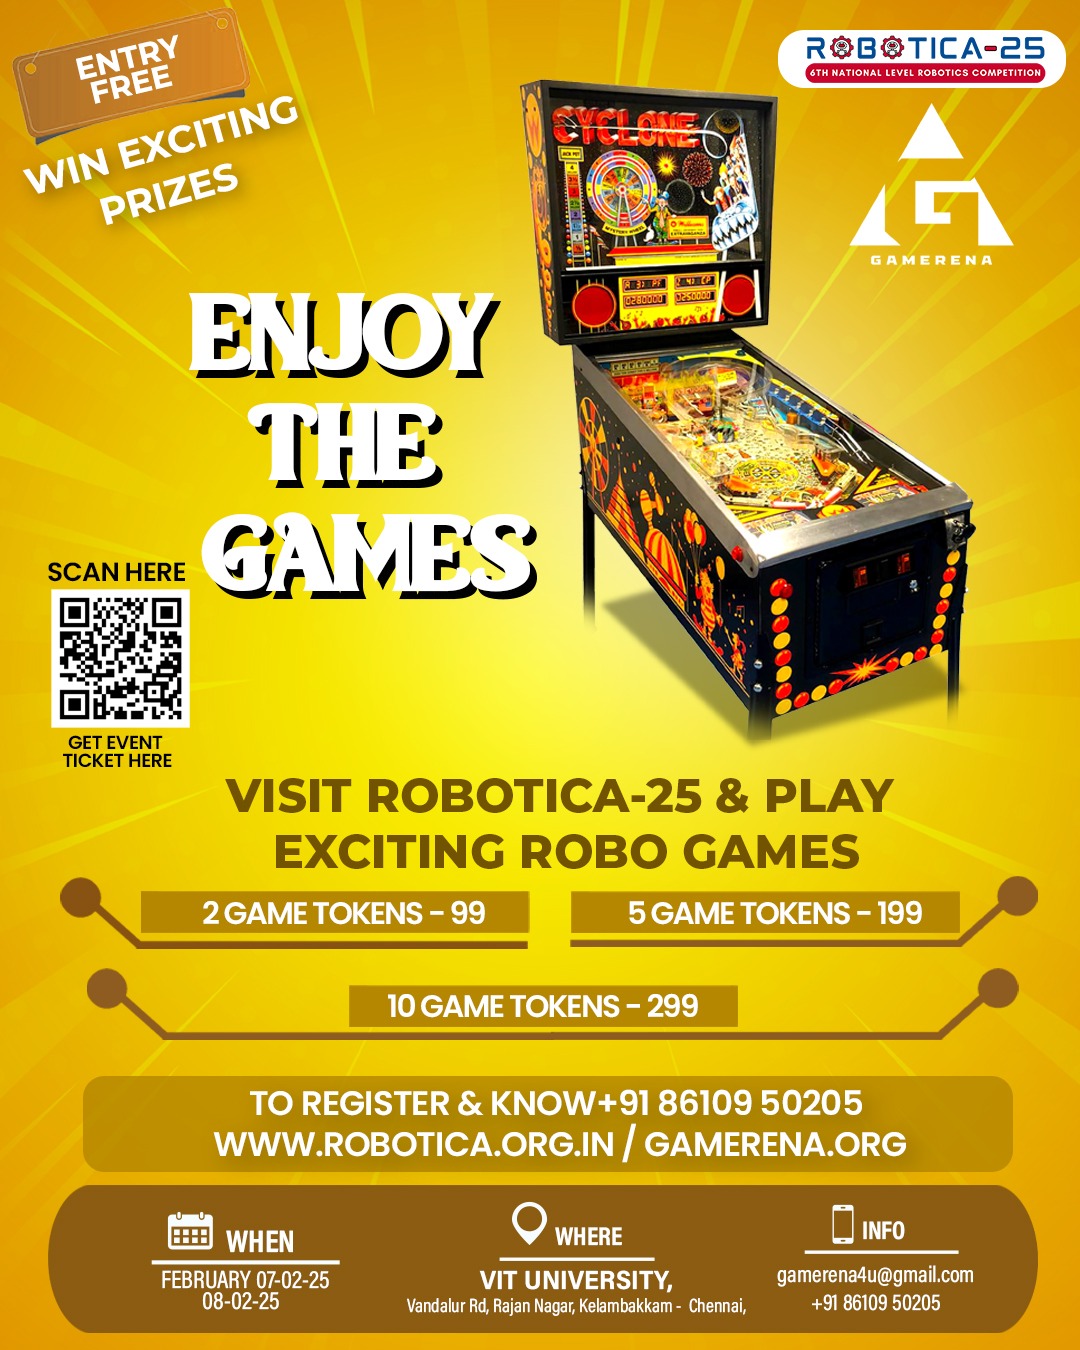 ENTRY
FREE
WIN EXCITING
PRIZES
ROBOTICA-25
6TH NATIONAL LEVEL ROBOTICS COMPETITION
GAMERENA
CYCLONE
JACK POT
MYSTERY WHEEL
ENJOY
THE
GAMES
SCAN HERE
GET EVENT
TICKET HERE
VISIT ROBOTICA-25 & PLAY
EXCITING ROBO GAMES
2 GAME TOKENS - 99
5 GAME TOKENS - 199
10 GAME TOKENS - 299
TO REGISTER & KNOW+91 86109 50205
WWW.ROBOTICA.ORG.IN / GAMERENA.ORG
WHEN
FEBRUARY 07-02-25
08-02-25
WHERE
VIT UNIVERSITY,
Vandalur Rd, Rajan Nagar, Kelambakkam - Chennai,
INFO
gamerena4u@gmail.com
+91 86109 50205